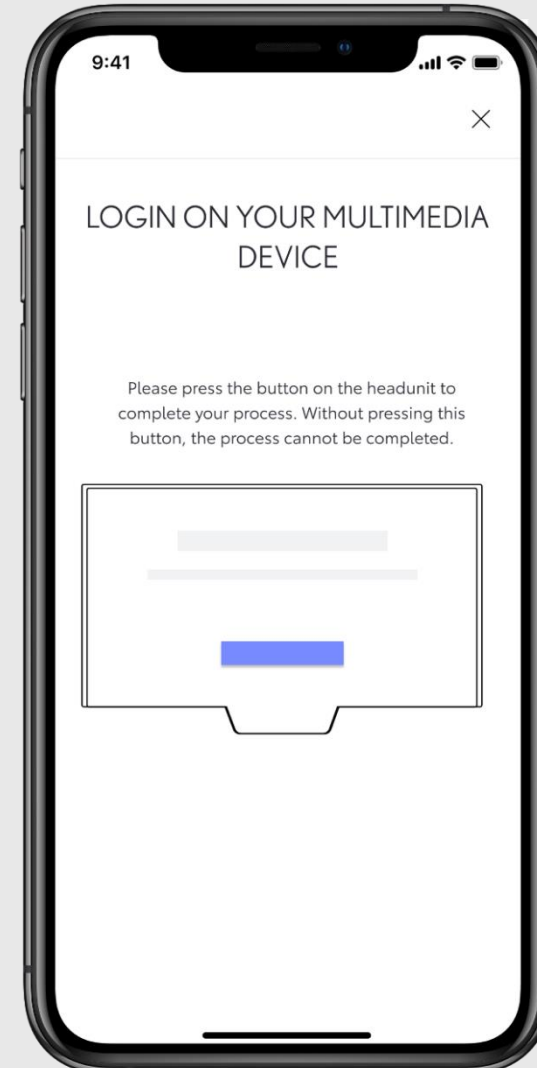 9:41
LOGIN ON YOUR MULTIMEDIA
DEVICE
Please press the button on the headunit to
complete your process. Without pressing this
button, the process cannot be completed.